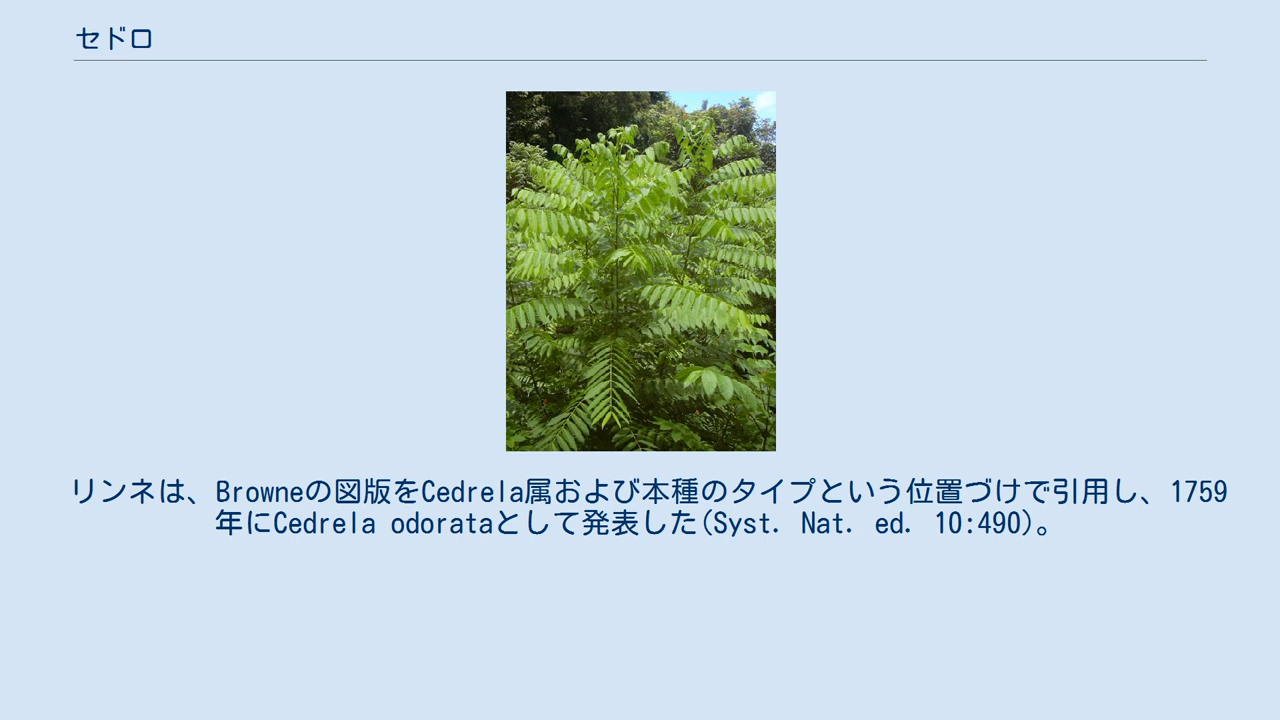 セドロ
リンネは、Browneの図版をCedrela属および本種のタイプという位置づけで引用し、1759
年にCedrela odorataとして発表した(Syst. Nat. ed. 10:490)。